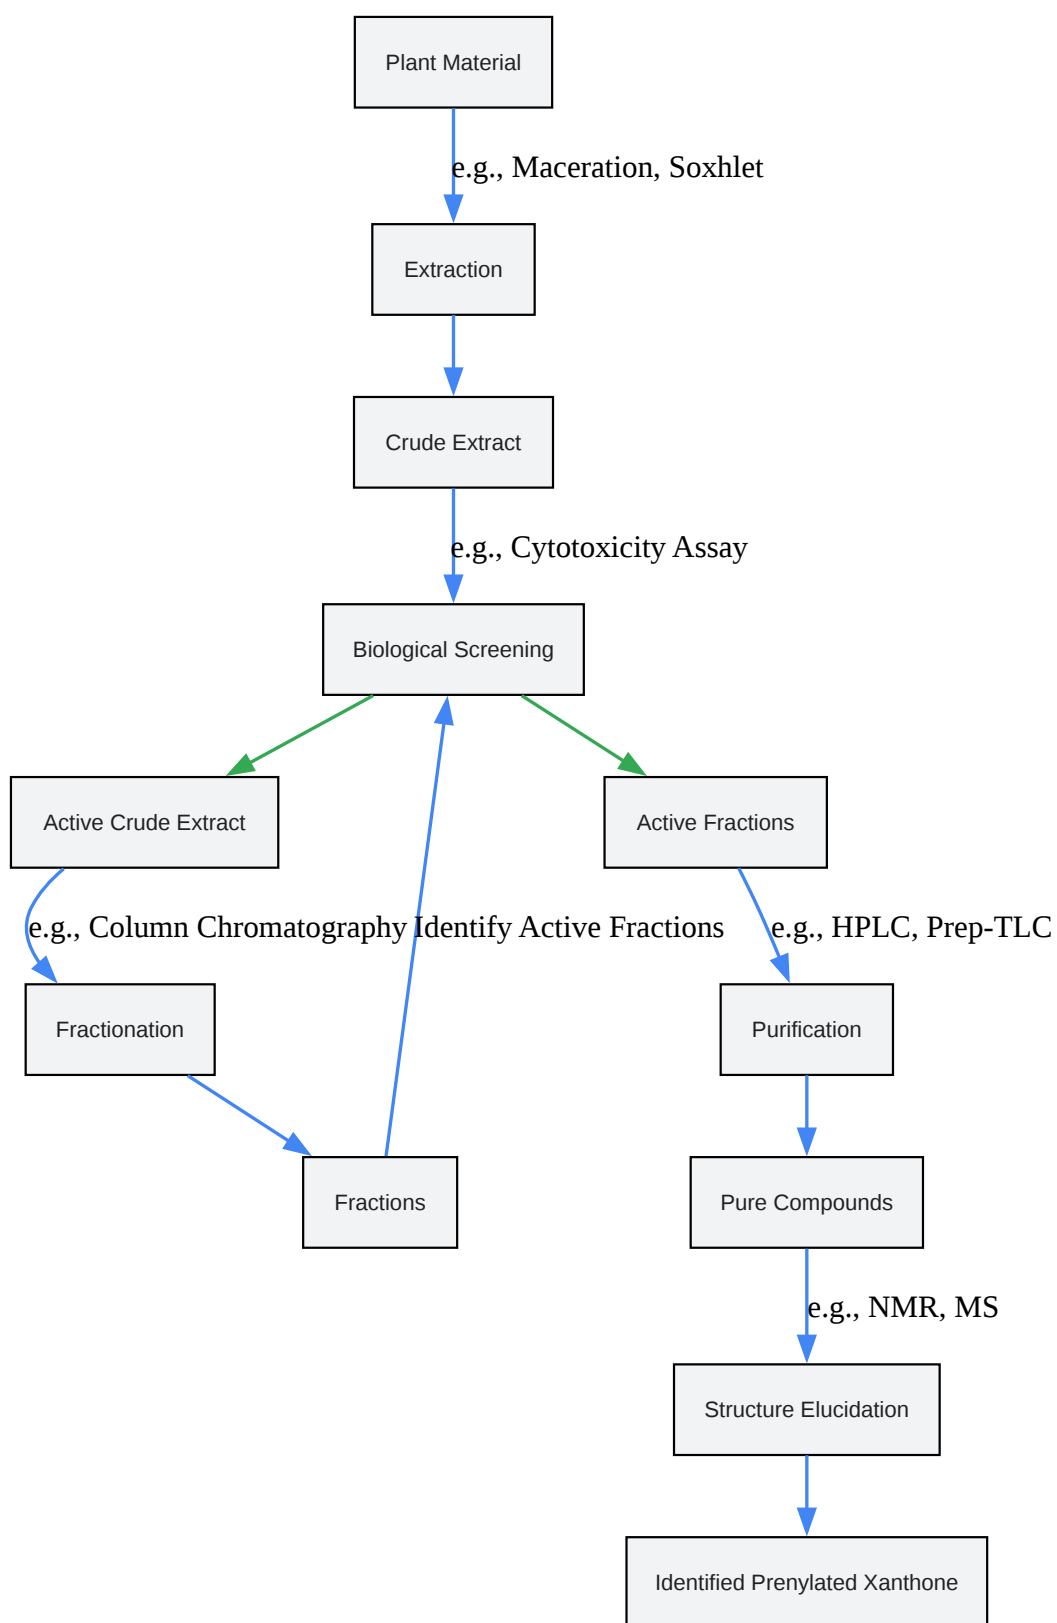 Plant Material
e.g., Maceration, Soxhlet
Extraction
Crude Extract
e.g., Cytotoxicity Assay
Biological Screening
Active Crude Extract
Active Fractions
e.g., Column Chromatography
Identify Active Fractions
e.g., HPLC, Prep-TLC
Fractionation
Purification
Fractions
Pure Compounds
e.g., NMR, MS
Structure Elucidation
Identified Prenylated Xanthone